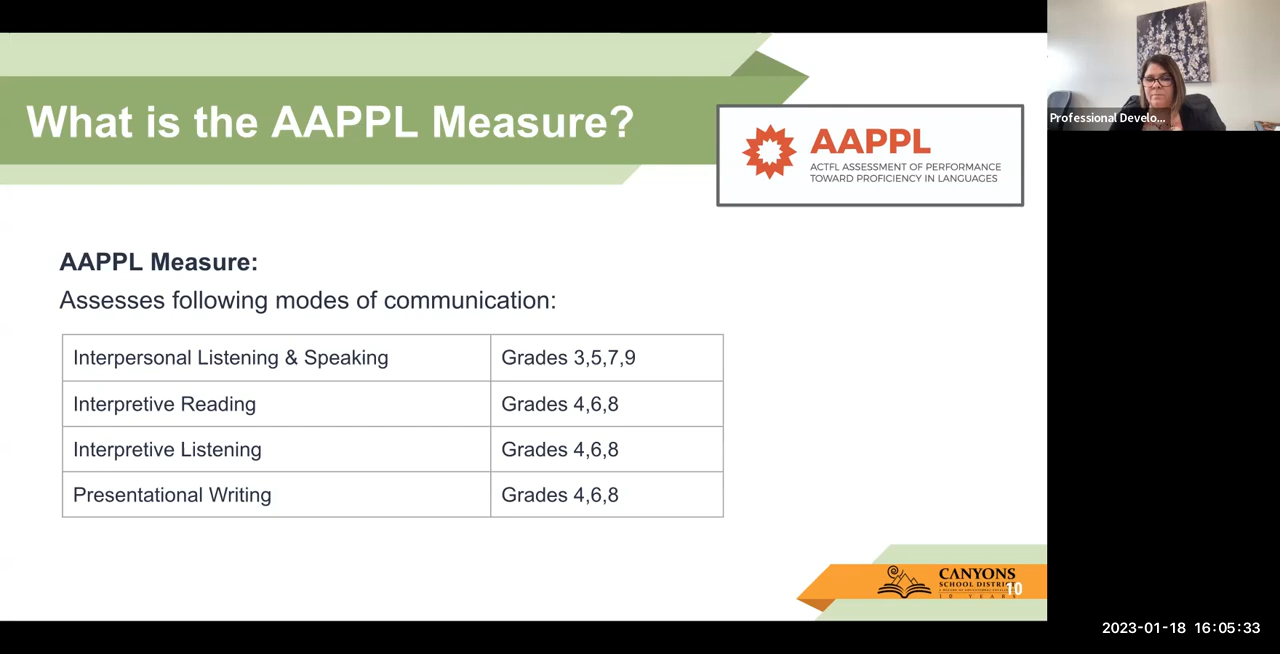 What is the AAPPL Measure?
AAPPL
ACTFL ASSESSMENT OF PERFORMANCE
TOWARD PROFICIENCY IN LANGUAGES
Professional Develo...
AAPPL Measure:
Assesses following modes of communication:
Interpersonal Listening & Speaking Grades 3,5,7,9
Interpretive Reading Grades 4,6,8
Interpretive Listening Grades 4,6,8
Presentational Writing Grades 4,6,8
CANYONS
SCHOOL
10
10 YEARS
2023-01-18 16:05:33